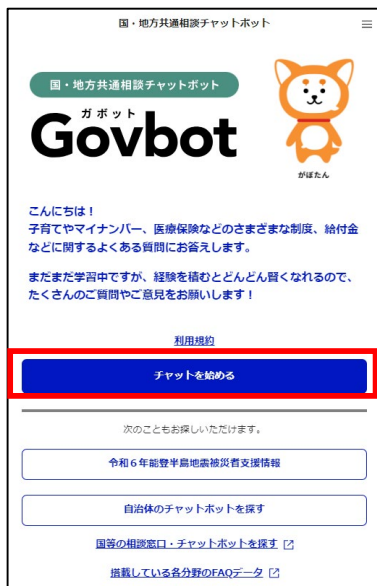 国・地方共通相談チャットボット
国・地方共通相談チャットボット
ガボット
Govbot
がぼたん
こんにちは！
子育てやマイナンバー、医療保険などのさまざまな制度、給付金
などに関するよくある質問にお答えします。
まだまだ学習中ですが、経験を積むとどんどん賢くなれるので、
たくさんのご質問やご意見をお願いします！
利用規約
チャットを始める
次のこともお探しいただけます。
令和６年能登半島地震被災者支援情報
自治体のチャットボットを探す
国等の相談窓口・チャットボットを探す
搭載している各分野のFAQデータ